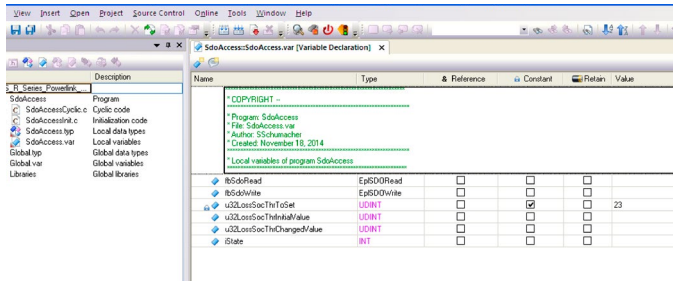 View Insert Open Project Source Control Online Tools Window Help
SdoAccess::SdoAccess.var [Variable Declaration] X
Description
S_R_Series_Powerlink_...
SdoAccess Program
SdoAccessCyclic.c Cyclic code
SdoAccessInit.c Initialization code
SdoAccess.typ Local data types
SdoAccess.var Local variables
Global.typ Global data types
Global.var Global variables
Libraries Global libraries
Name Type & Reference Constant Retain Value
* COPYRIGHT --
* Program: SdoAccess
* File: SdoAccess.var
* Author: SSchumacher
* Created: November 18, 2014
* Local variables of program SdoAccess
fbSdoRead EplSDORead
fbSdoWrite EplSDOWrite
u32LossSocThrToSet UDINT 23
u32LossSocThrInitialValue UDINT
u32LossSocThrChangedValue UDINT
iState INT